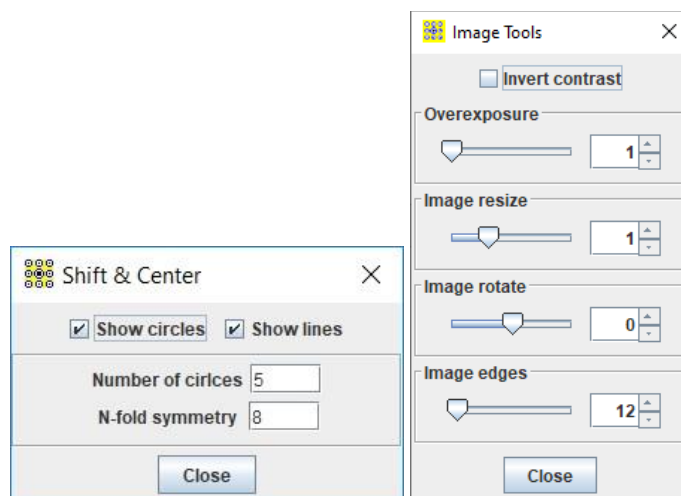 Shift & Center
Show circles Show lines
Number of cirlces 5
N-fold symmetry 8
Close
Image Tools
Invert contrast
Overexposure
1
Image resize
1
Image rotate
0
Image edges
12
Close